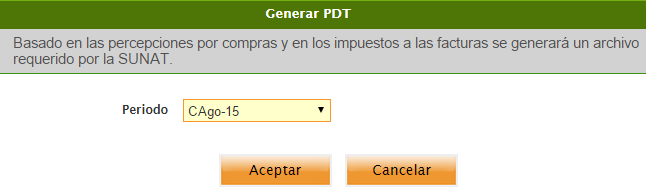 Generar PDT
Basado en las percepciones por compras y en los impuestos a las facturas se generará un archivo
requerido por la SUNAT.
Periodo CAgo-15
Aceptar Cancelar